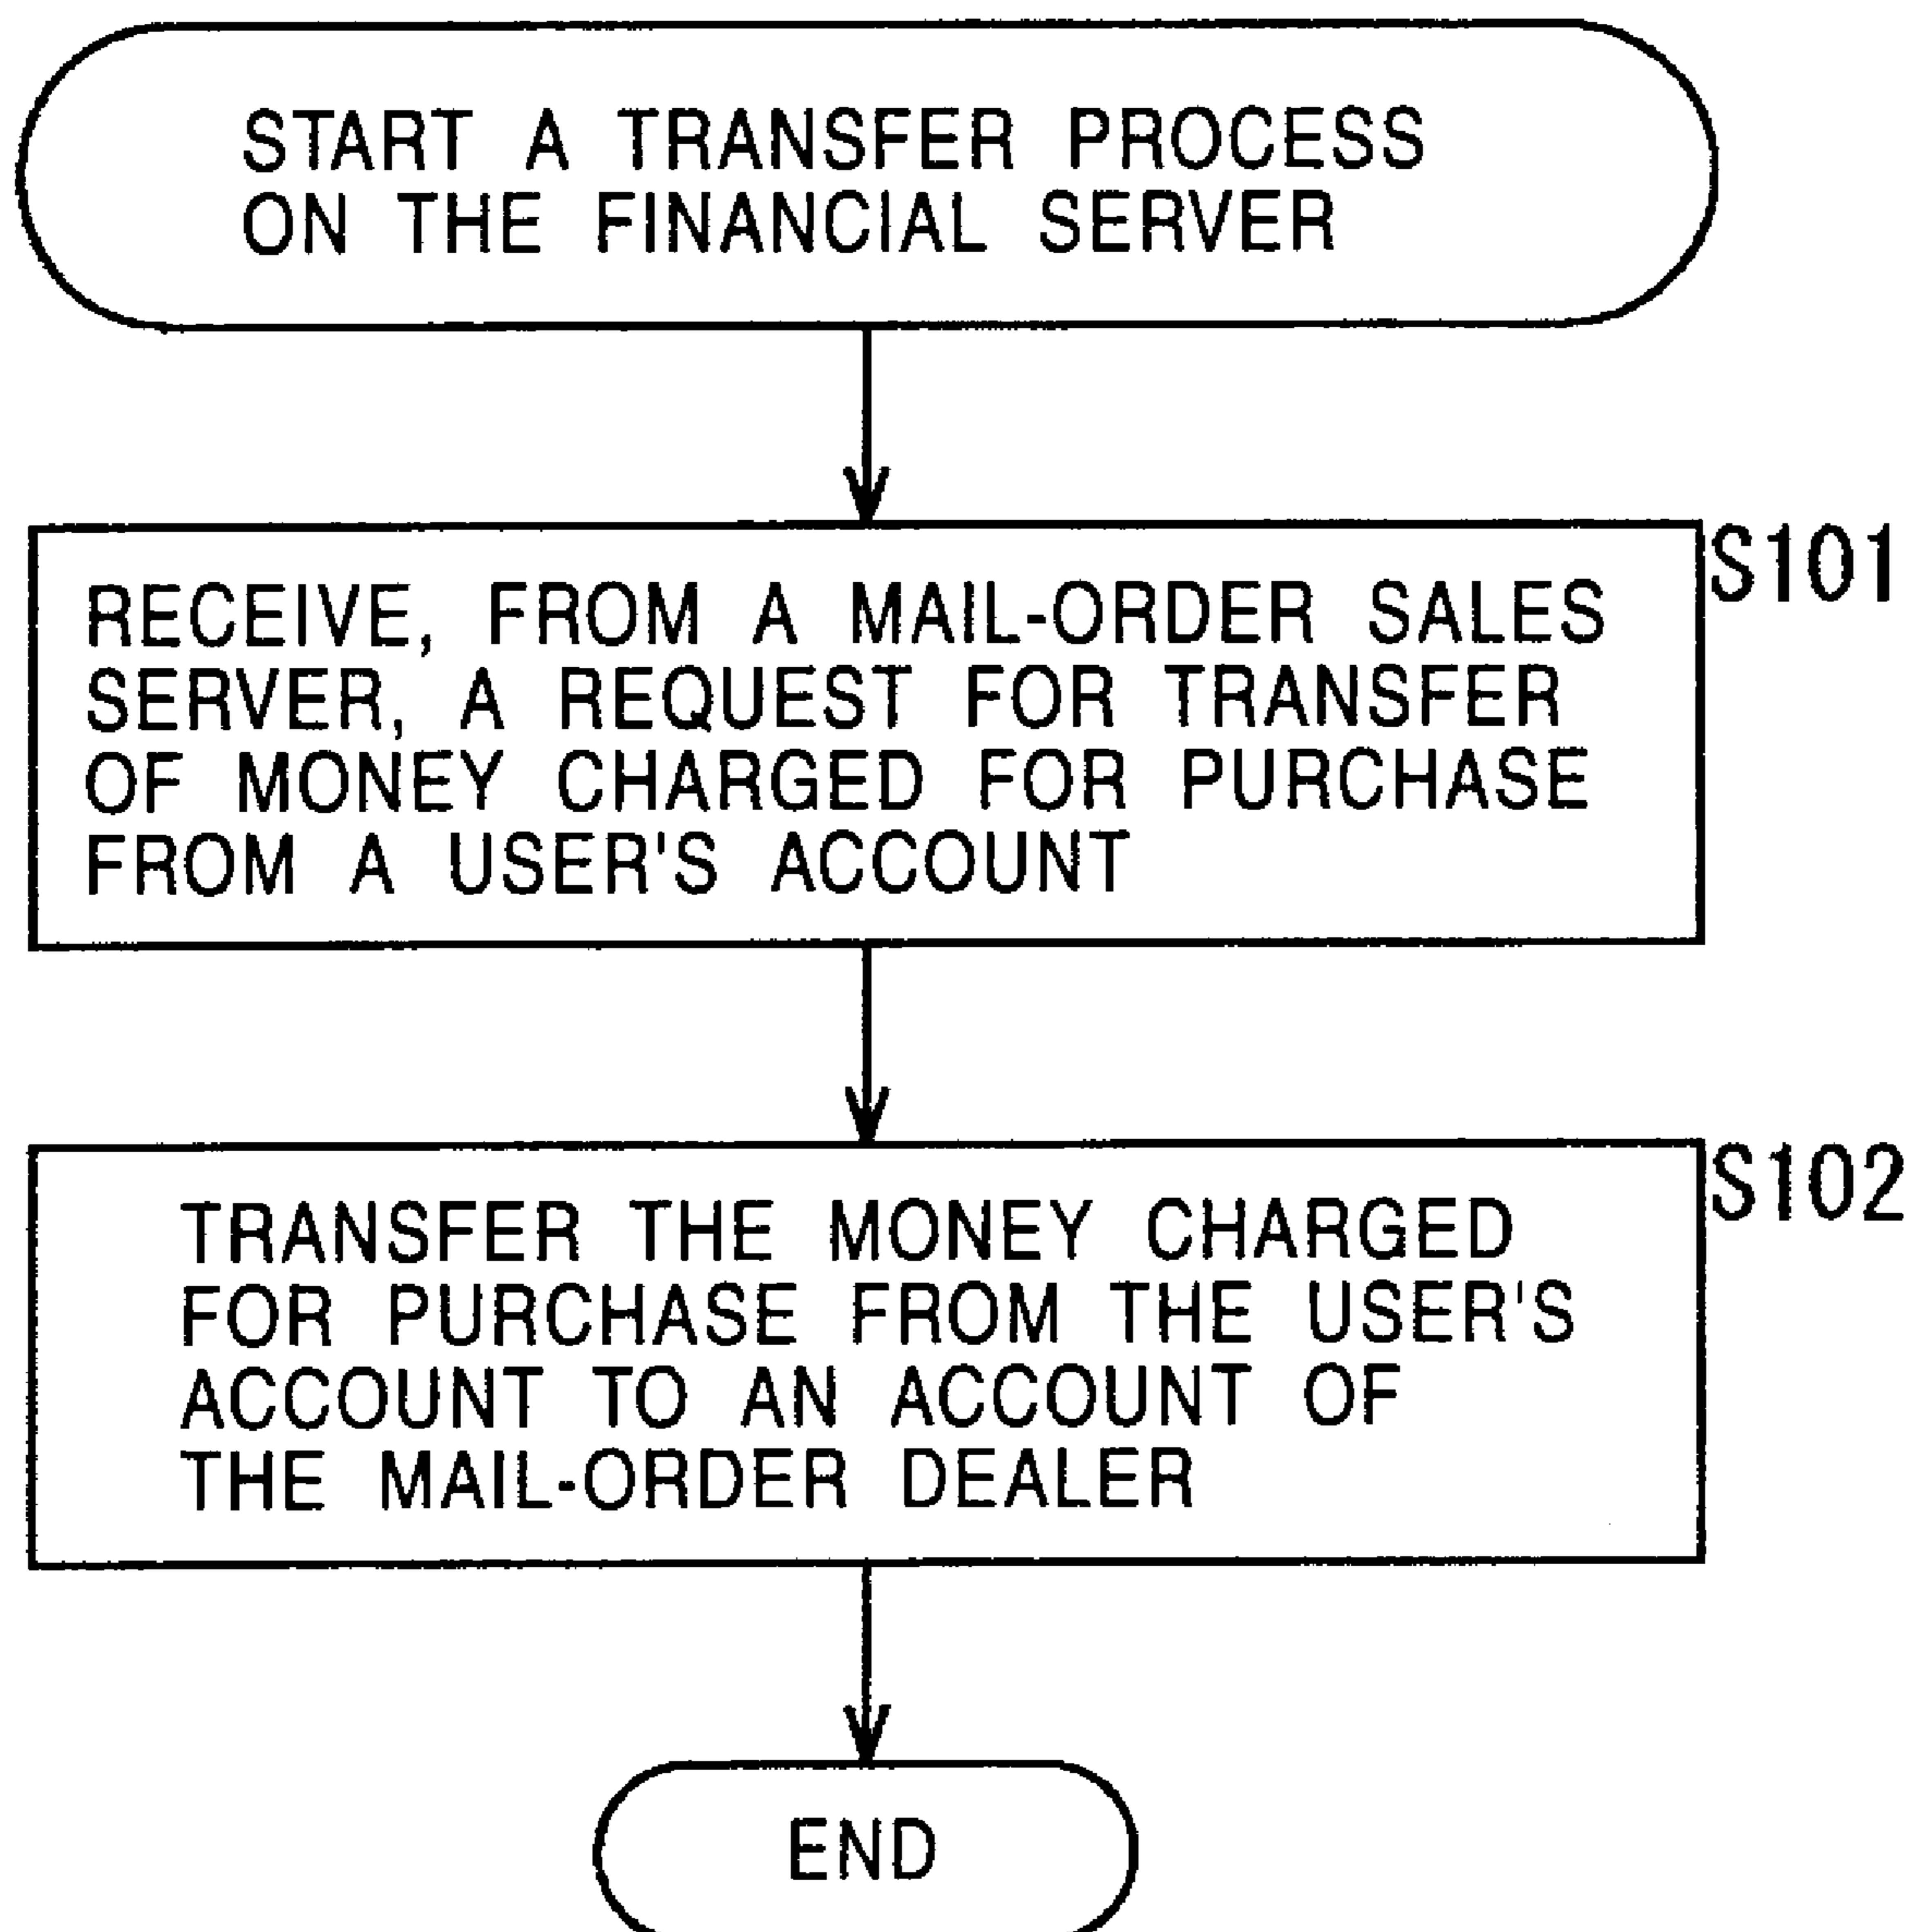 START A TRANSFER PROCESS
ON THE FINANCIAL SERVER
S101
RECEIVE, FROM A MAIL-ORDER SALES
SERVER, A REQUEST FOR TRANSFER
OF MONEY CHARGED FOR PURCHASE
FROM A USER'S ACCOUNT
S102
TRANSFER THE MONEY CHARGED
FOR PURCHASE FROM THE USER'S
ACCOUNT TO AN ACCOUNT OF
THE MAIL-ORDER DEALER
END